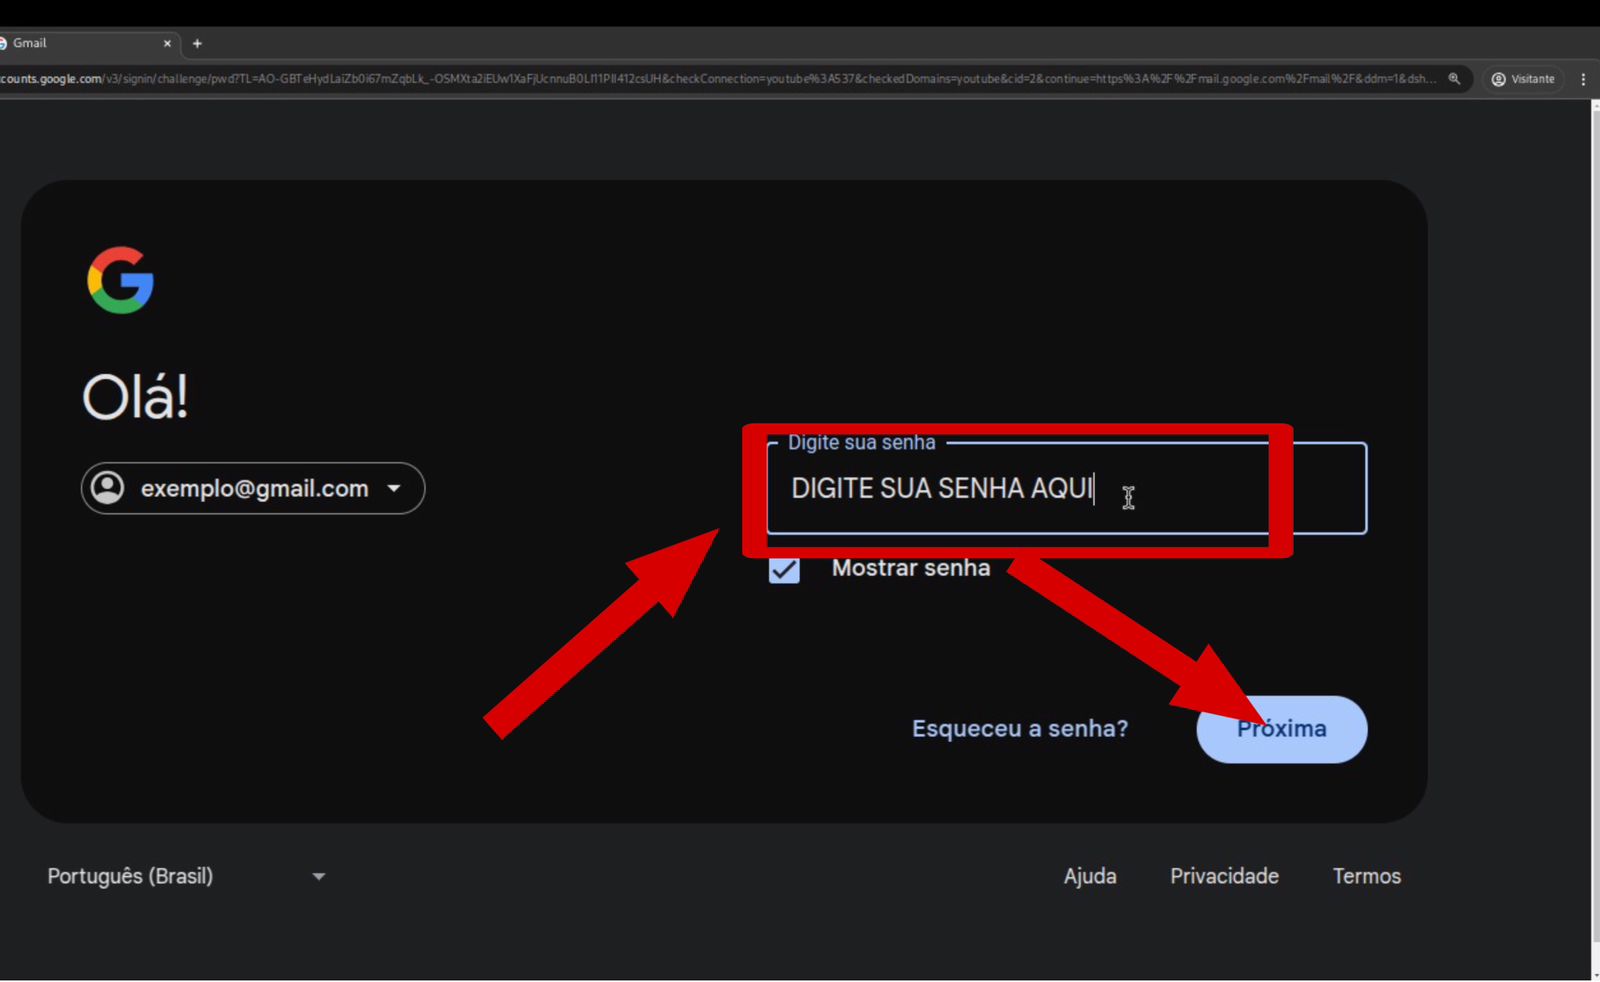 Gmail
counts.google.com/v3/signin/challenge/pwd?TL=AO-GBTeHydLaiZb0i67mZqbLk_-OSMXta2iEUw1XaFjUcnnuB0LI11PII412csUH&checkConnection=youtube%3A537&checkedDomains=youtube&cid=2&continue=https%3A%2F%2Fmail.google.com%2Fmail%2F&ddm=1&dsh...
Visitante
Olá!
exemplo@gmail.com
Digite sua senha
DIGITE SUA SENHA AQUI
Mostrar senha
Esqueceu a senha?
Próxima
Português (Brasil)
Ajuda
Privacidade
Termos